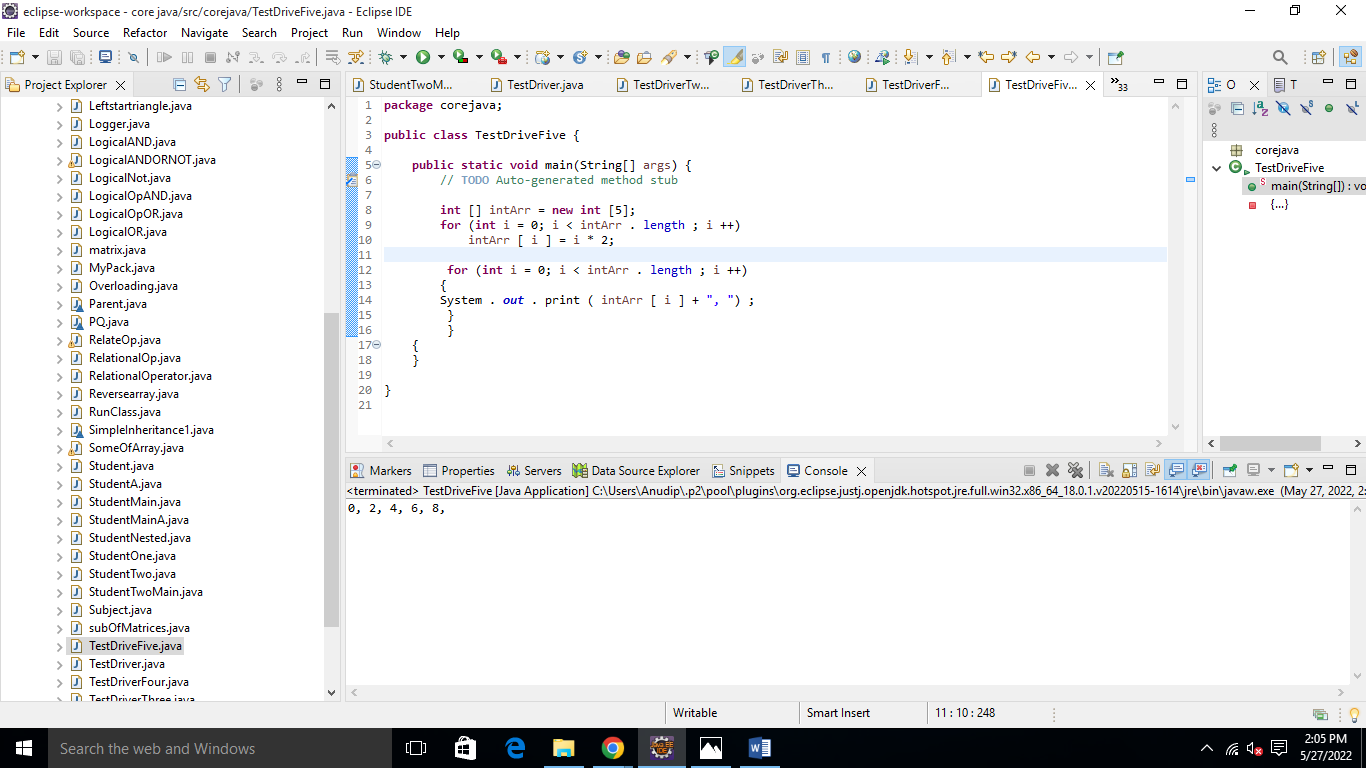 eclipse-workspace - core java/src/corejava/TestDriveFive.java - Eclipse IDE
File Edit Source Refactor Navigate Search Project Run Window Help
Project Explorer
Leftstartriangle.java
Logger.java
LogicalAND.java
LogicalANDORNOT.java
LogicalNot.java
LogicalOpAND.java
LogicalOpOR.java
LogicalOR.java
matrix.java
MyPack.java
Overloading.java
Parent.java
PQ.java
RelateOp.java
RelationalOp.java
RelationalOperator.java
Reversearray.java
RunClass.java
SimpleInheritance1.java
SomeOfArray.java
Student.java
StudentA.java
StudentMain.java
StudentMainA.java
StudentNested.java
StudentOne.java
StudentTwo.java
StudentTwoMain.java
Subject.java
subOfMatrices.java
TestDriveFive.java
TestDriver.java
TestDriverFour.java
TestDriverThree.java
StudentTwoM... TestDriver.java TestDriverTw... TestDriverTh... TestDriverF... TestDriveFiv... 33
1 package corejava;
2
3 public class TestDriveFive {
4
5 public static void main(String[] args) {
6 // TODO Auto-generated method stub
7
8 int [] intArr = new int [5];
9 for (int i = 0; i < intArr . length ; i ++)
10 intArr [ i ] = i * 2;
11
12 for (int i = 0; i < intArr . length ; i ++)
13 {
14 System . out . print ( intArr [ i ] + ", ") ;
15 }
16 }
17 {
18 }
19
20 }
21
O T
corejava
TestDriveFive
main(String[]) : vo
{...}
Markers Properties Servers Data Source Explorer Snippets Console
<terminated> TestDriveFive [Java Application] C:\Users\Anudip\.p2\pool\plugins\org.eclipse.justj.openjdk.hotspot.jre.full.win32.x86_64_18.0.1.v20220515-1614\jre\bin\javaw.exe (May 27, 2022, 2:
0, 2, 4, 6, 8,
Writable Smart Insert 11 : 10 : 248
Search the web and Windows
2:05 PM
5/27/2022